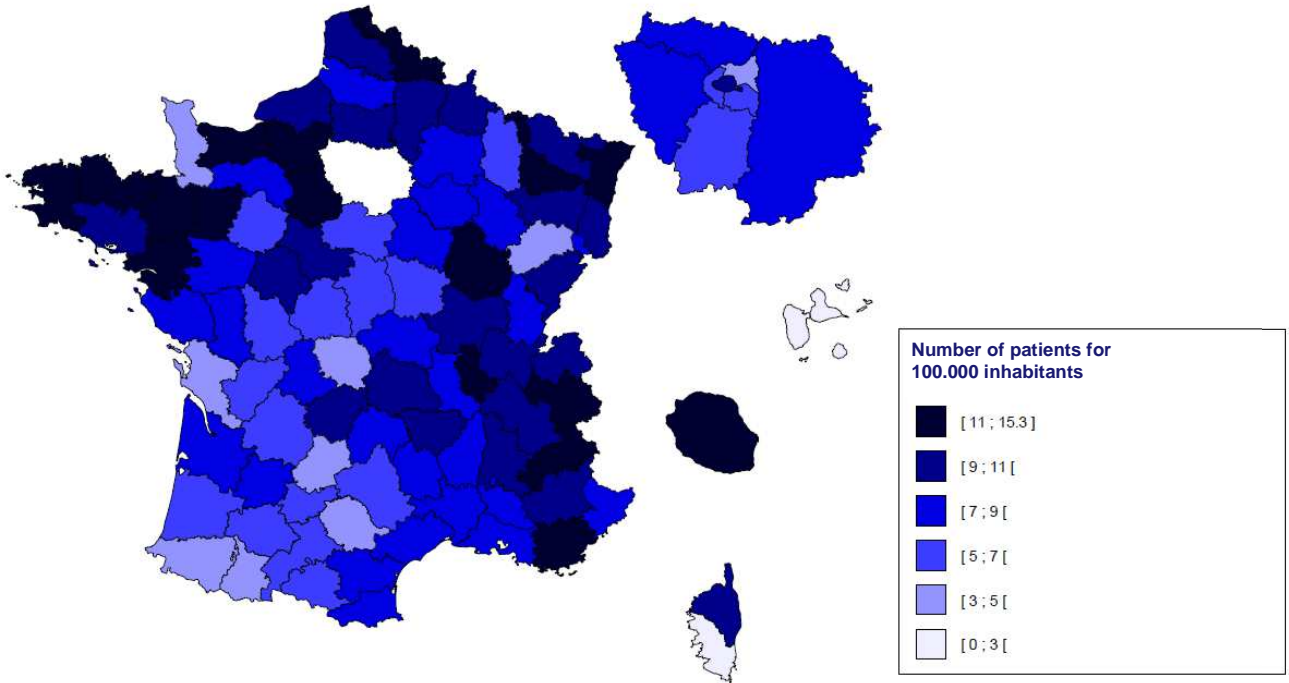 Number of patients for
100.000 inhabitants
[ 11 ; 15.3 ]
[ 9 ; 11 [
[ 7 ; 9 [
[ 5 ; 7 [
[ 3 ; 5 [
[ 0 ; 3 [